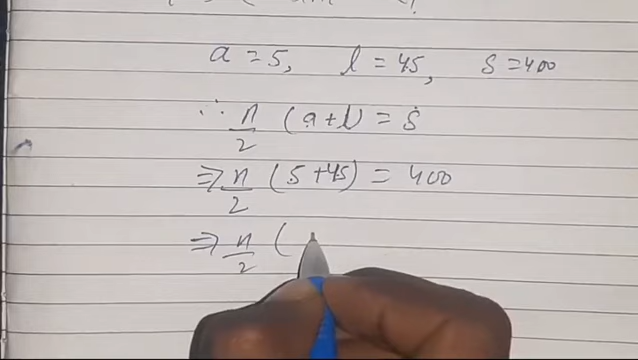 a = 5, l = 45, S = 400
∴ n/2 (a+l) = S
⇒ n/2 (5+45) = 400
⇒ n/2 (